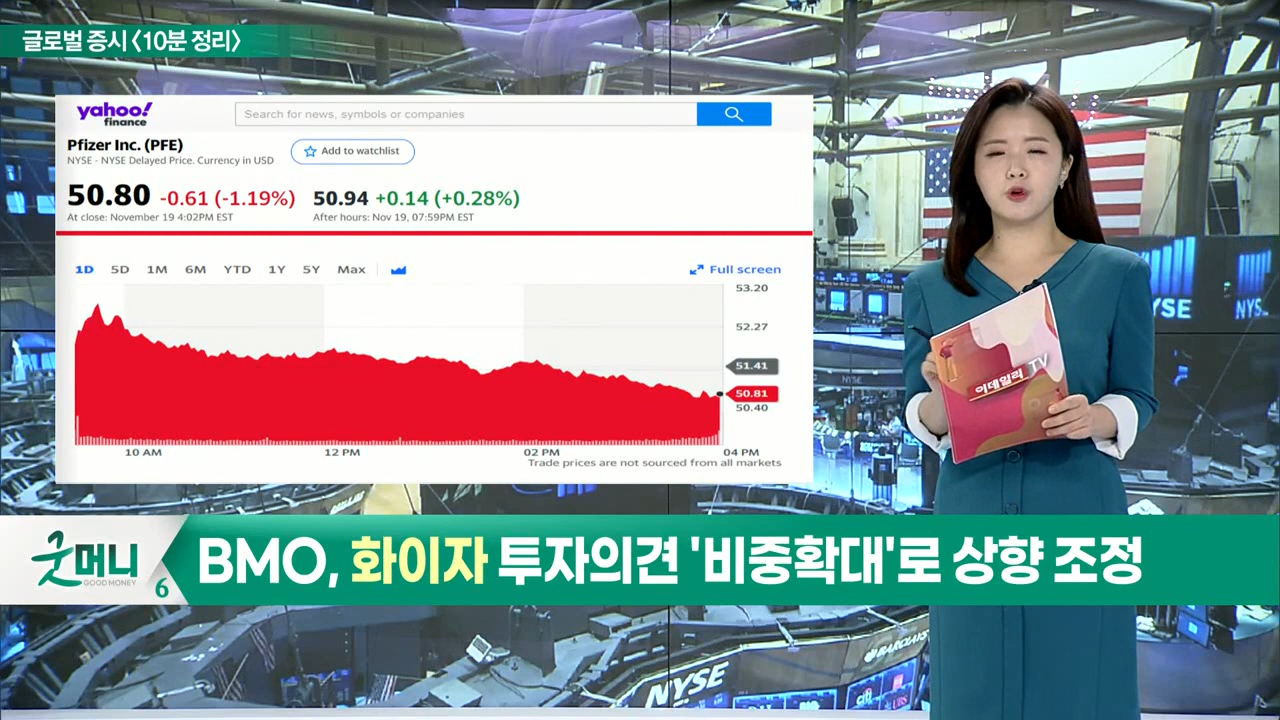 글로벌 증시 <10분 정리>
yahoo!
finance
Search for news, symbols or companies
Pfizer Inc. (PFE)
NYSE - NYSE Delayed Price. Currency in USD
Add to watchlist
50.80 -0.61 (-1.19%) 50.94 +0.14 (+0.28%)
At close: November 19 4:02PM EST After hours: Nov 19, 07:59PM EST
1D 5D 1M 6M YTD 1Y 5Y Max Full screen
53.20
52.27
51.41
50.81
50.40
10 AM 12 PM 02 PM 04 PM
Trade prices are not sourced from all markets
이데일리 TV
YSE
NYS
NYSE
굿머니
GOOD MONEY
6
BMO, 화이자 투자의견 '비중확대'로 상향 조정
NYSE
BARCLAYS
citi
UBS